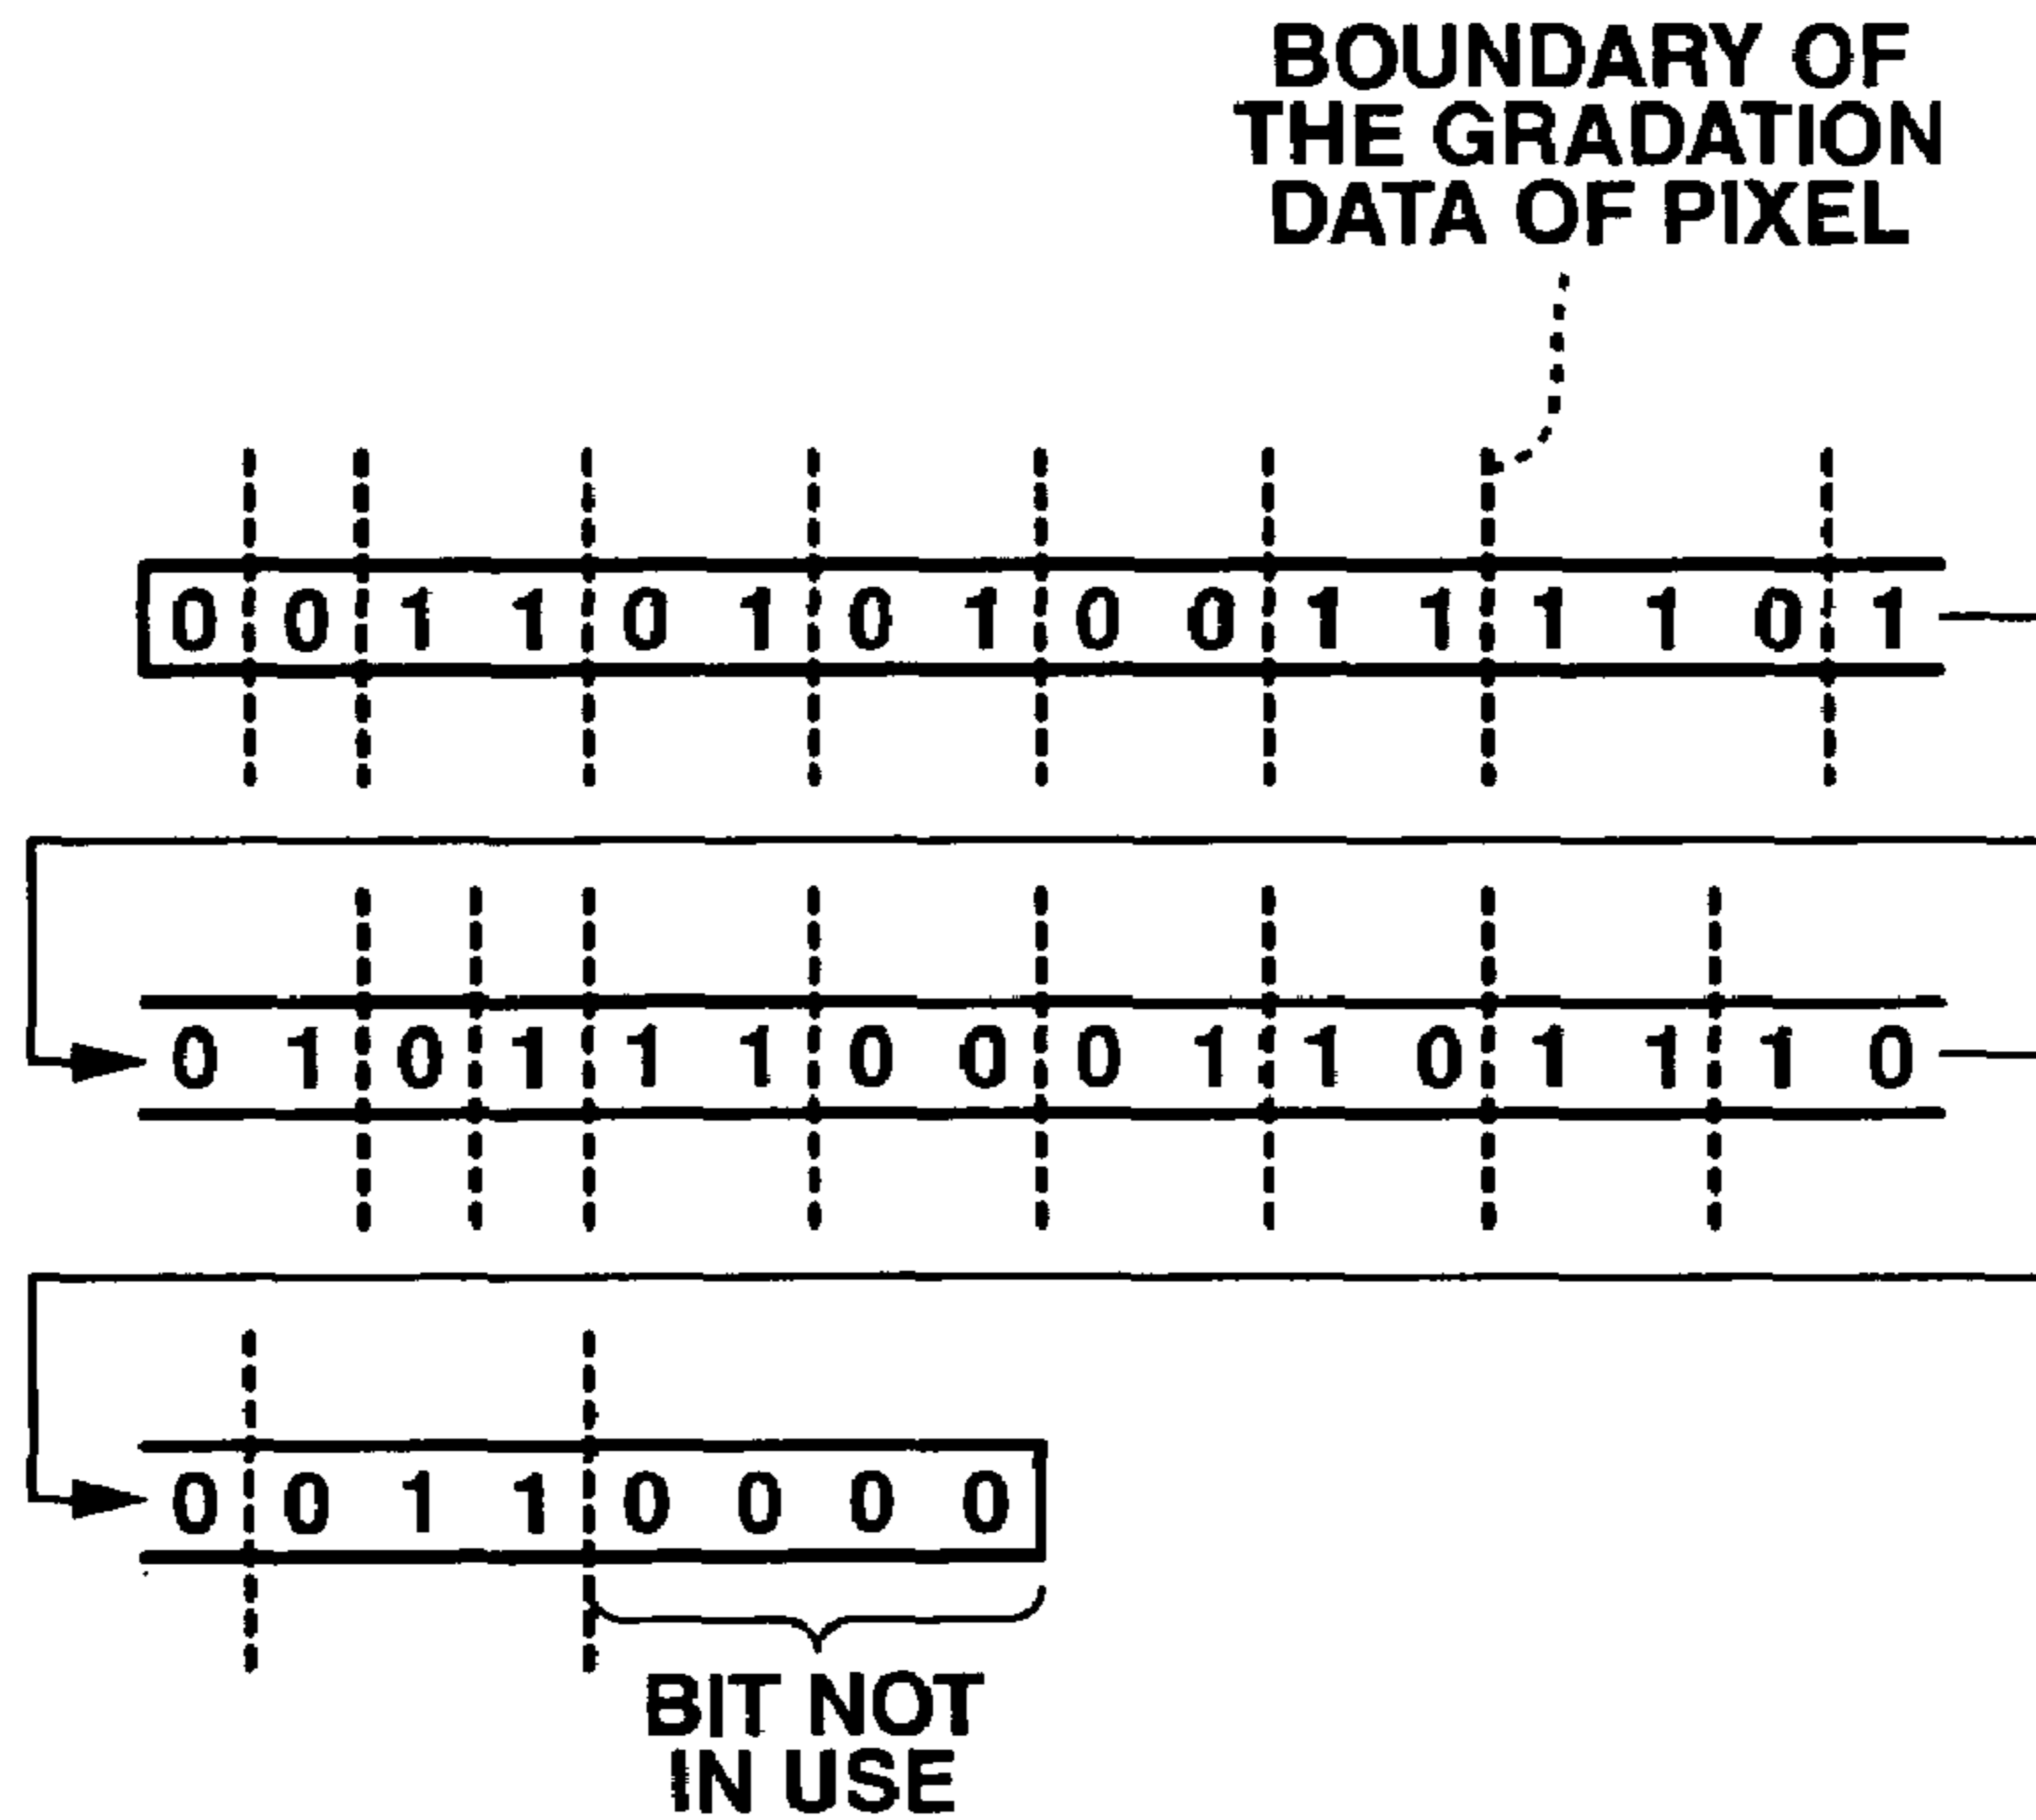 BOUNDARY OF
THE GRADATION
DATA OF PIXEL
0 0 1 1 0 1 0 1 0 0 1 1 1 1 0 1
0 1 0 1 1 1 0 0 0 1 1 0 1 1 1 0
0 0 1 1 0 0 0 0
BIT NOT
IN USE